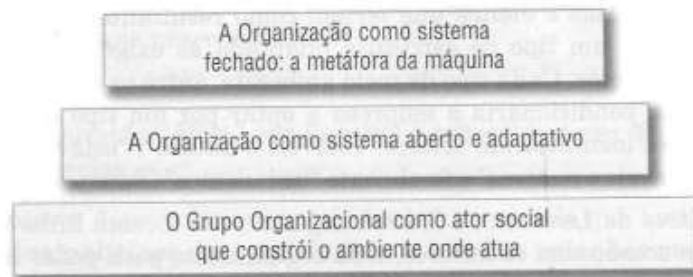 A Organização como sistema
fechado: a metáfora da máquina
A Organização como sistema aberto e adaptativo
O Grupo Organizacional como ator social
que constrói o ambiente onde atua